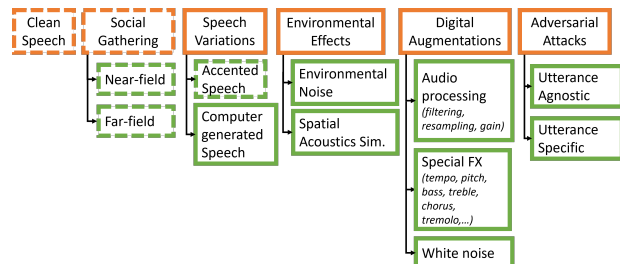 Clean
Speech
Social
Gathering
Near-field
Far-field
Speech
Variations
Accented
Speech
Computer
generated
Speech
Environmental
Effects
Environmental
Noise
Spatial
Acoustics Sim.
Digital
Augmentations
Audio
processing
(filtering,
resampling, gain)
Special FX
(tempo, pitch,
bass, treble,
chorus,
tremolo,...)
White noise
Adversarial
Attacks
Utterance
Agnostic
Utterance
Specific